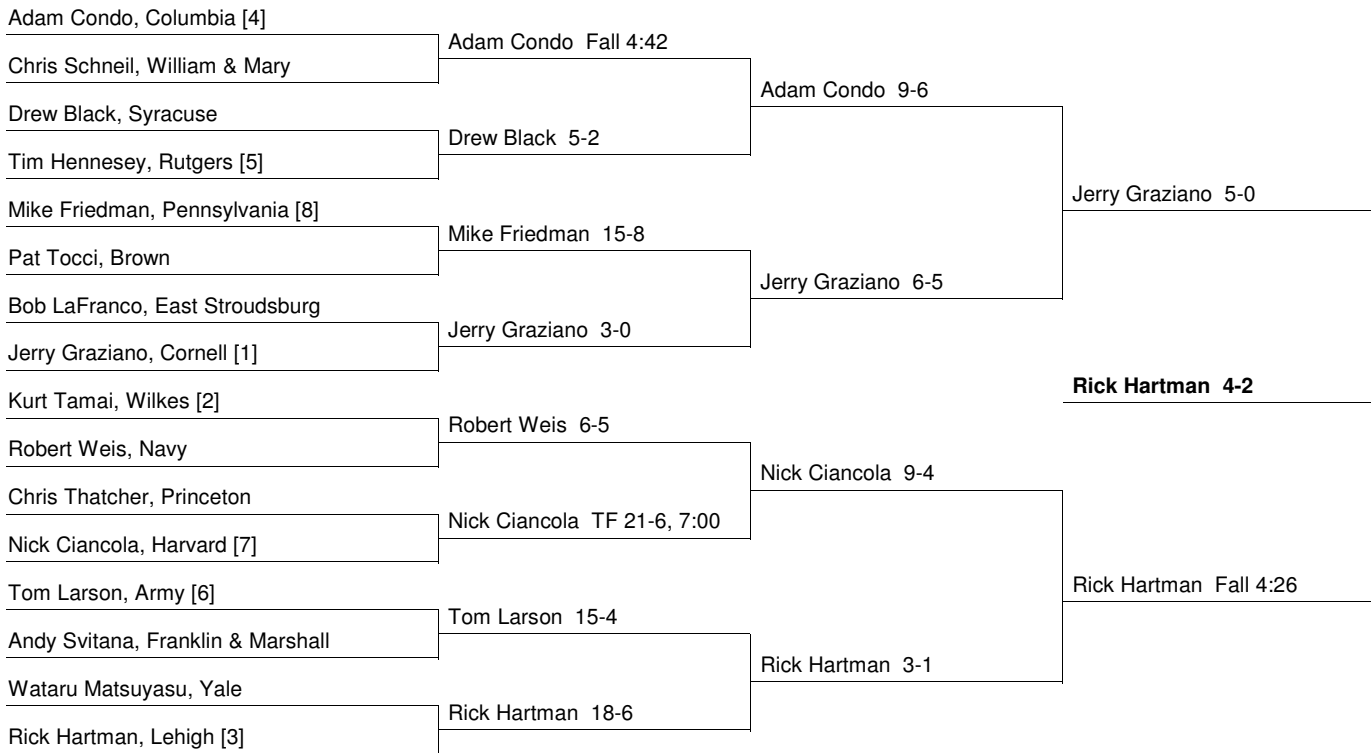 Adam Condo, Columbia [4]
Chris Schneil, William & Mary
Drew Black, Syracuse
Tim Hennesey, Rutgers [5]
Mike Friedman, Pennsylvania [8]
Pat Tocci, Brown
Bob LaFranco, East Stroudsburg
Jerry Graziano, Cornell [1]
Kurt Tamai, Wilkes [2]
Robert Weis, Navy
Chris Thatcher, Princeton
Nick Ciancola, Harvard [7]
Tom Larson, Army [6]
Andy Svitana, Franklin & Marshall
Wataru Matsuyasu, Yale
Rick Hartman, Lehigh [3]
Adam Condo Fall 4:42
Drew Black 5-2
Mike Friedman 15-8
Jerry Graziano 3-0
Robert Weis 6-5
Nick Ciancola TF 21-6, 7:00
Tom Larson 15-4
Rick Hartman 18-6
Adam Condo 9-6
Jerry Graziano 6-5
Nick Ciancola 9-4
Rick Hartman 3-1
Jerry Graziano 5-0
Rick Hartman 4-2
Rick Hartman Fall 4:26